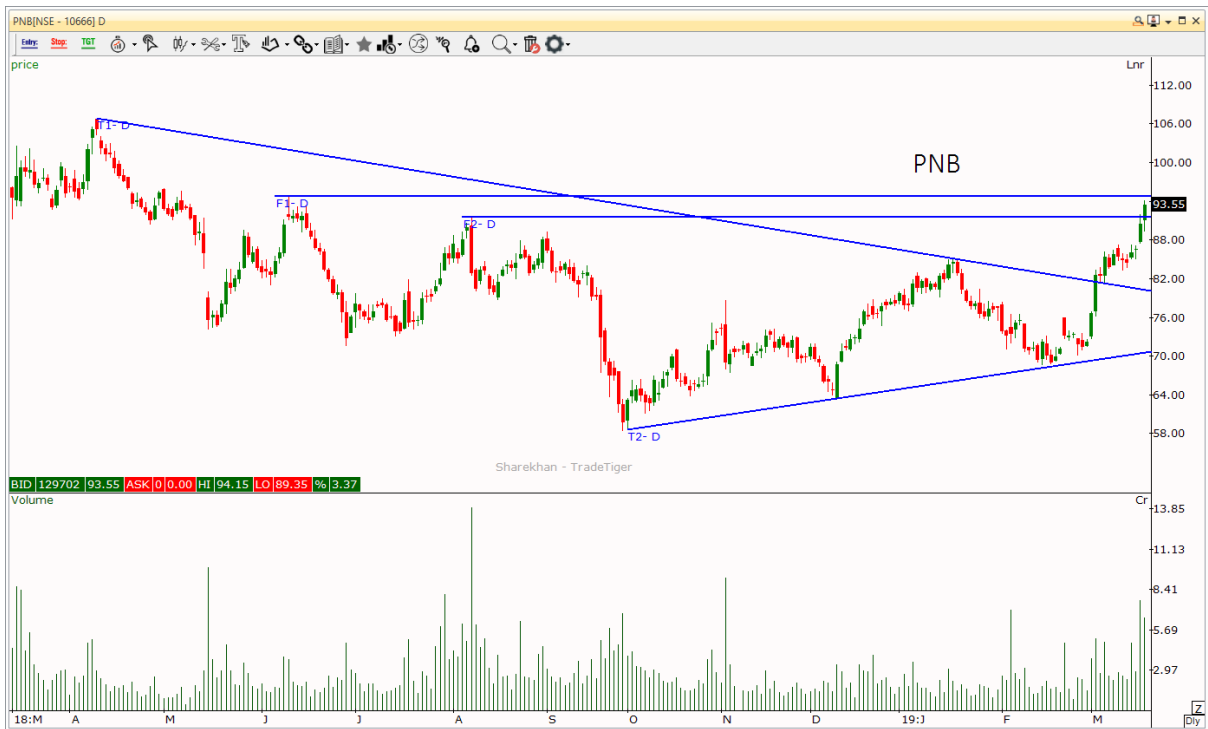 PNB[NSE - 10666] D
Entry: Stop: TGT
price Lnr
112.00
T1- D
106.00
100.00
PNB
F1- D
93.55
F2- D
88.00
82.00
76.00
70.00
64.00
58.00
T2- D
Sharekhan - TradeTiger
BID 129702 93.55 ASK 0 0.00 HI 94.15 LO 89.35 % 3.37
Volume Cr
13.85
11.13
8.41
5.69
2.97
18:M A M J J A S O N D 19:J F M
Z
Dly